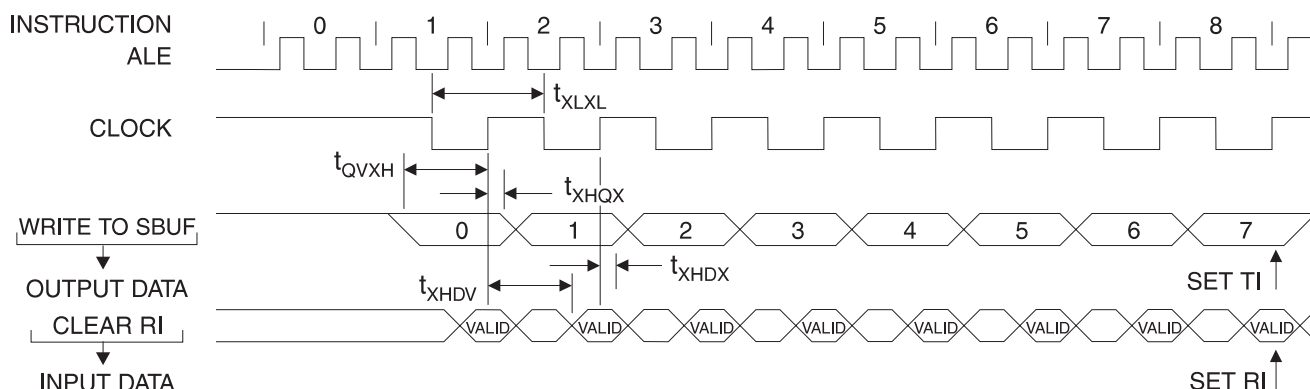 INSTRUCTION 0 1 2 3 4 5 6 7 8
ALE
tXLXL
CLOCK
tQVXH
tXHQX
WRITE TO SBUF 0 1 2 3 4 5 6 7
tXHDX
tXHDV
SET TI
OUTPUT DATA
CLEAR RI VALID VALID VALID VALID VALID VALID VALID VALID
INPUT DATA
SET RI